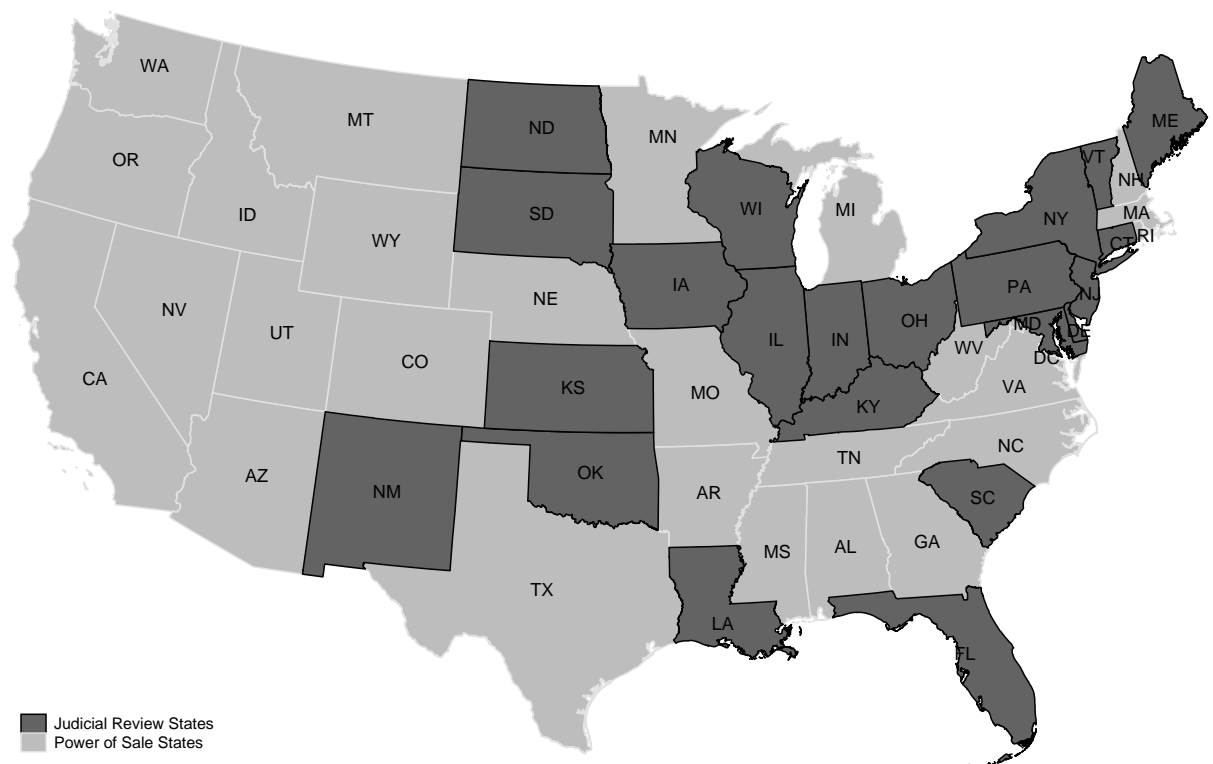 WA
MT
ND
MN
ME
OR
ID
SD
WI
MI
VT
NH
NY
MA
WY
CT
RI
IA
PA
NE
NJ
NV
UT
IL
IN
OH
MD
DE
CO
WV
DC
CA
KS
MO
KY
VA
AZ
NM
OK
AR
TN
NC
SC
MS
AL
GA
TX
LA
FL
Judicial Review States
Power of Sale States